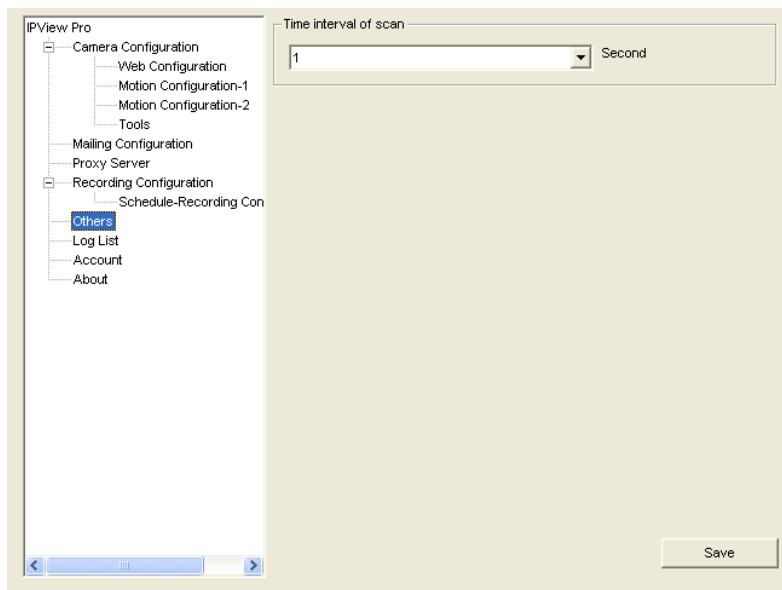 IPView Pro
Camera Configuration
Web Configuration
Motion Configuration-1
Motion Configuration-2
Tools
Mailing Configuration
Proxy Server
Recording Configuration
Schedule-Recording Con
Others
Log List
Account
About
Time interval of scan
1 Second
Save